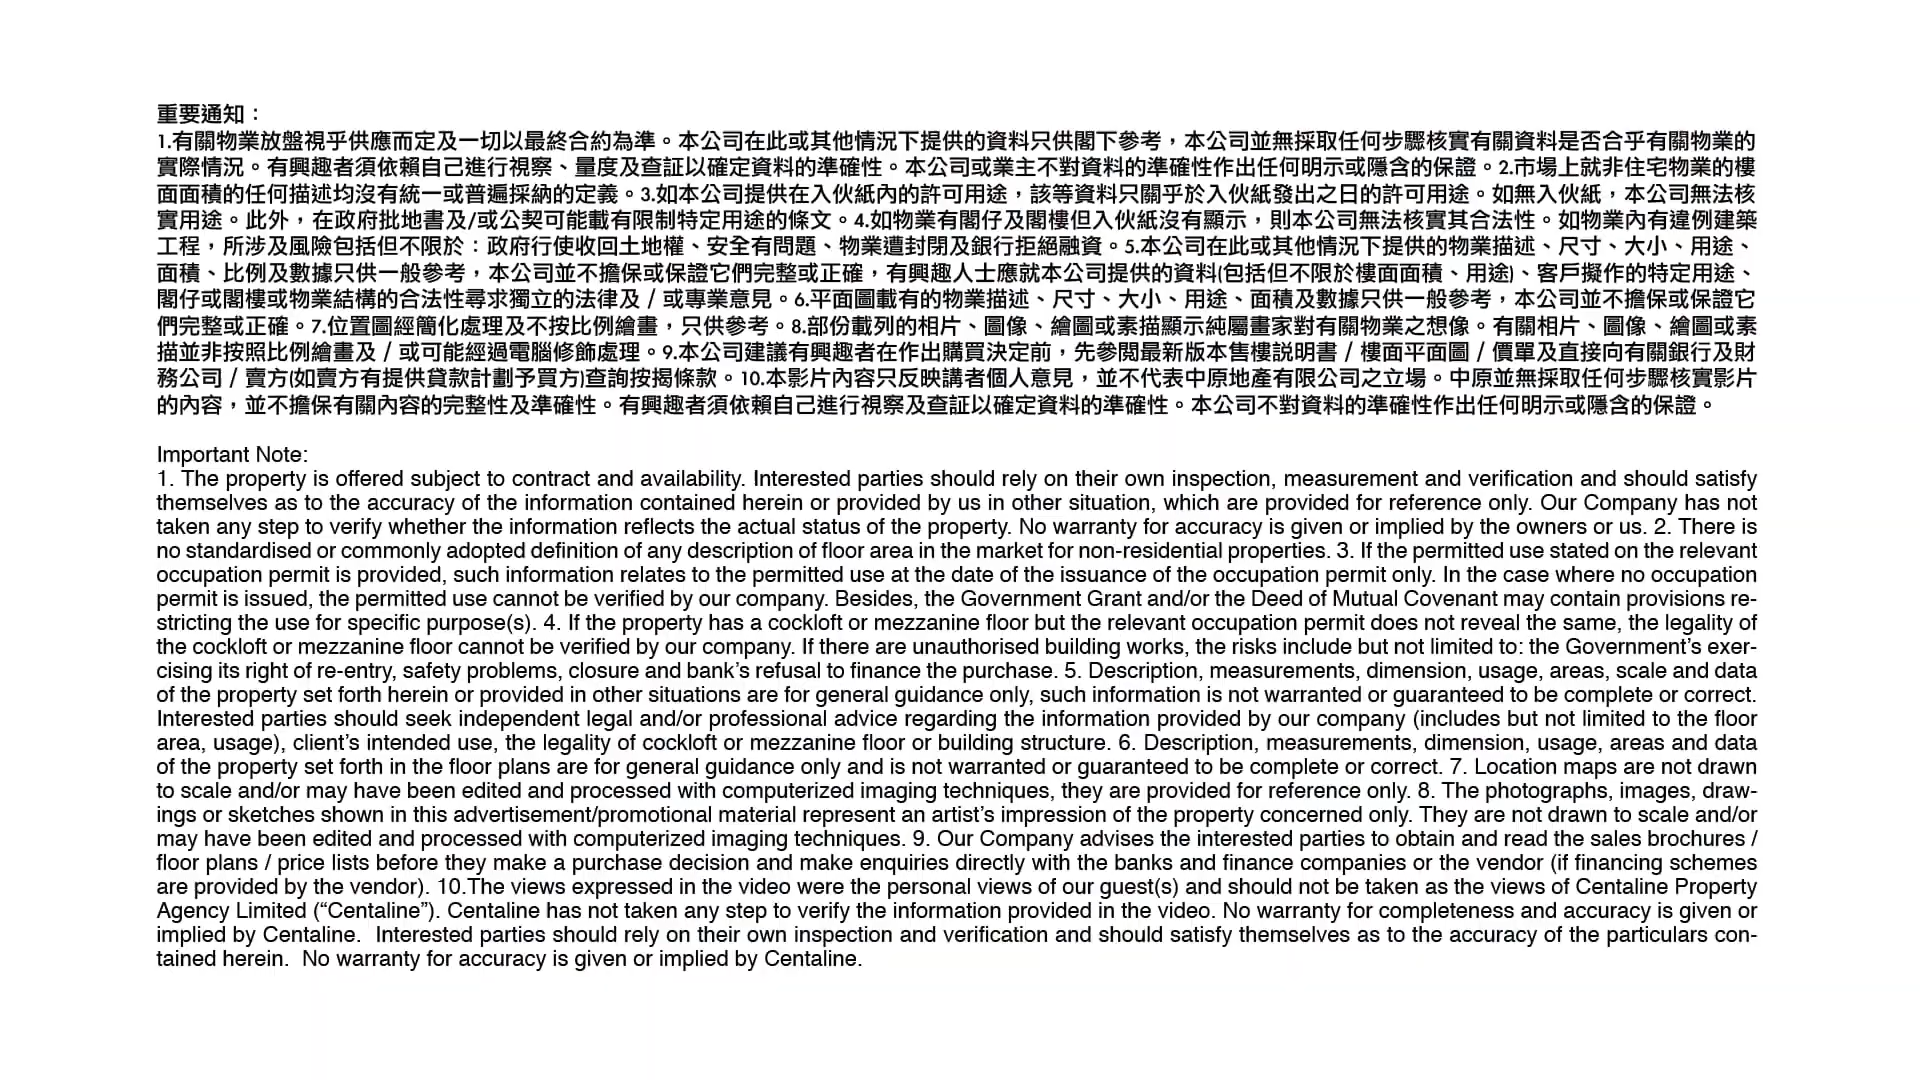 重要通知：
1.有關物業放盤視乎供應而定及一切以最終合約為準。本公司在此或其他情況下提供的資料只供閣下參考，本公司並無採取任何步驟核實有關資料是否合乎有關物業的
實際情況。有興趣者須依賴自己進行視察、量度及查証以確定資料的準確性。本公司或業主不對資料的準確性作出任何明示或隱含的保證。2.市場上就非住宅物業的樓
面面積的任何描述均沒有統一或普遍採納的定義。3.如本公司提供在入伙紙內的許可用途，該等資料只關乎於入伙紙發出之日的許可用途。如無入伙紙，本公司無法核
實用途。此外，在政府批地書及/或公契可能載有限制特定用途的條文。4.如物業有閣仔及閣樓但入伙紙沒有顯示，則本公司無法核實其合法性。如物業內有違例建築
工程，所涉及風險包括但不限於：政府行使收回土地權、安全有問題、物業遭封閉及銀行拒絕融資。5.本公司在此或其他情況下提供的物業描述、尺寸、大小、用途、
面積、比例及數據只供一般參考，本公司並不擔保或保證它們完整或正確，有興趣人士應就本公司提供的資料(包括但不限於樓面面積、用途)、客戶擬作的特定用途、
閣仔或閣樓或物業結構的合法性尋求獨立的法律及 / 或專業意見。6.平面圖載有的物業描述、尺寸、大小、用途、面積及數據只供一般參考，本公司並不擔保或保證它
們完整或正確。7.位置圖經簡化處理及不按比例繪畫，只供參考。8.部份載列的相片、圖像、繪圖或素描顯示純屬畫家對有關物業之想像。有關相片、圖像、繪圖或素
描並非按照比例繪畫及 / 或可能經過電腦修飾處理。9.本公司建議有興趣者在作出購買決定前，先參閱最新版本售樓説明書 / 樓面平面圖 / 價單及直接向有關銀行及財
務公司 / 賣方(如賣方有提供貸款計劃予買方)查詢按揭條款。10.本影片內容只反映講者個人意見，並不代表中原地產有限公司之立場。中原並無採取任何步驟核實影片
的內容，並不擔保有關內容的完整性及準確性。有興趣者須依賴自己進行視察及查証以確定資料的準確性。本公司不對資料的準確性作出任何明示或隱含的保證。
Important Note:
1. The property is offered subject to contract and availability. Interested parties should rely on their own inspection, measurement and verification and should satisfy
themselves as to the accuracy of the information contained herein or provided by us in other situation, which are provided for reference only. Our Company has not
taken any step to verify whether the information reflects the actual status of the property. No warranty for accuracy is given or implied by the owners or us. 2. There is
no standardised or commonly adopted definition of any description of floor area in the market for non-residential properties. 3. If the permitted use stated on the relevant
occupation permit is provided, such information relates to the permitted use at the date of the issuance of the occupation permit only. In the case where no occupation
permit is issued, the permitted use cannot be verified by our company. Besides, the Government Grant and/or the Deed of Mutual Covenant may contain provisions re-
stricting the use for specific purpose(s). 4. If the property has a cockloft or mezzanine floor but the relevant occupation permit does not reveal the same, the legality of
the cockloft or mezzanine floor cannot be verified by our company. If there are unauthorised building works, the risks include but not limited to: the Government’s exer-
cising its right of re-entry, safety problems, closure and bank’s refusal to finance the purchase. 5. Description, measurements, dimension, usage, areas, scale and data
of the property set forth herein or provided in other situations are for general guidance only, such information is not warranted or guaranteed to be complete or correct.
Interested parties should seek independent legal and/or professional advice regarding the information provided by our company (includes but not limited to the floor
area, usage), client’s intended use, the legality of cockloft or mezzanine floor or building structure. 6. Description, measurements, dimension, usage, areas and data
of the property set forth in the floor plans are for general guidance only and is not warranted or guaranteed to be complete or correct. 7. Location maps are not drawn
to scale and/or may have been edited and processed with computerized imaging techniques, they are provided for reference only. 8. The photographs, images, draw-
ings or sketches shown in this advertisement/promotional material represent an artist’s impression of the property concerned only. They are not drawn to scale and/or
may have been edited and processed with computerized imaging techniques. 9. Our Company advises the interested parties to obtain and read the sales brochures /
floor plans / price lists before they make a purchase decision and make enquiries directly with the banks and finance companies or the vendor (if financing schemes
are provided by the vendor). 10.The views expressed in the video were the personal views of our guest(s) and should not be taken as the views of Centaline Property
Agency Limited (“Centaline”). Centaline has not taken any step to verify the information provided in the video. No warranty for completeness and accuracy is given or
implied by Centaline.  Interested parties should rely on their own inspection and verification and should satisfy themselves as to the accuracy of the particulars con-
tained herein.  No warranty for accuracy is given or implied by Centaline.